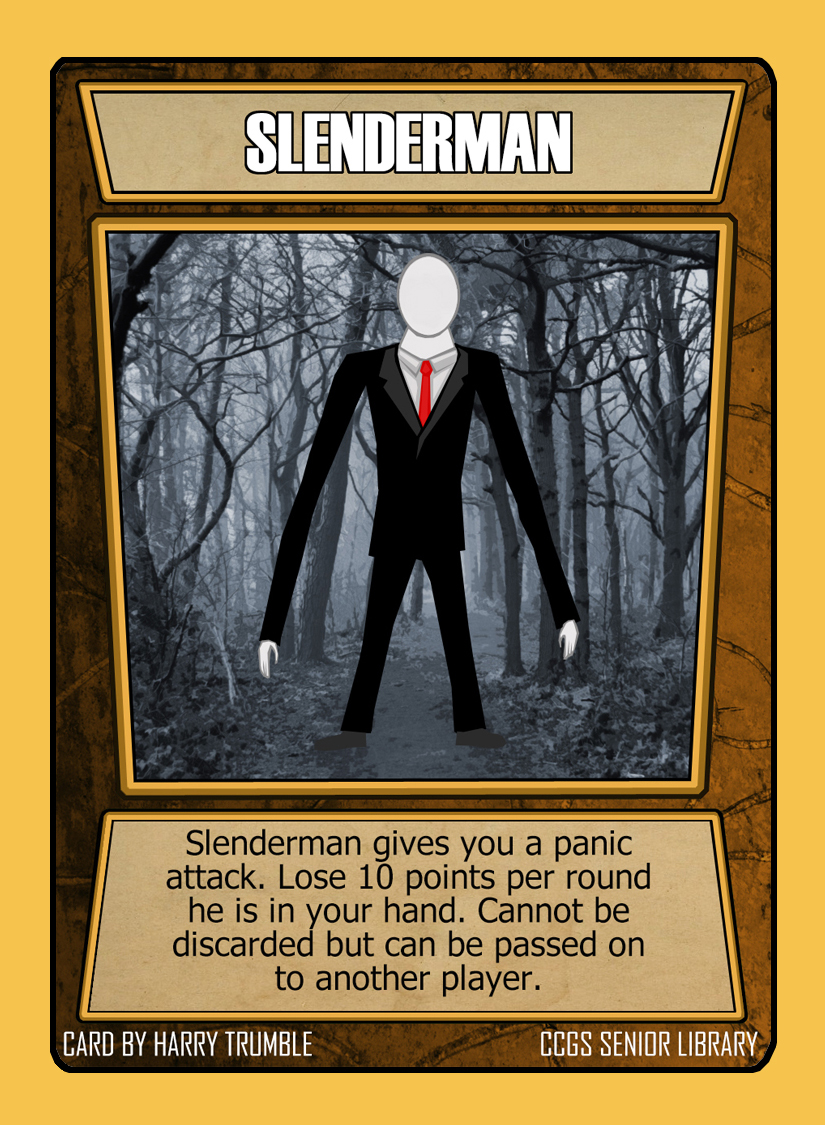 SLENDERMAN
Slenderman gives you a panic
attack. Lose 10 points per round
he is in your hand. Cannot be
discarded but can be passed on
to another player.
CARD BY HARRY TRUMBLE
CCGS SENIOR LIBRARY